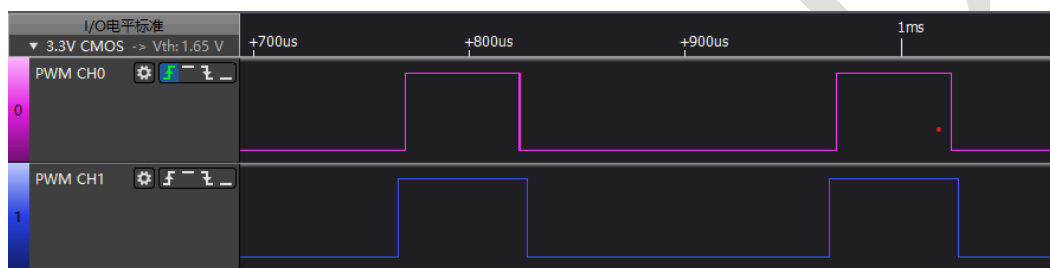 I/O电平标准
▼ 3.3V CMOS -> Vth: 1.65 V
+700us +800us +900us 1ms
PWM CH0
0
PWM CH1
1